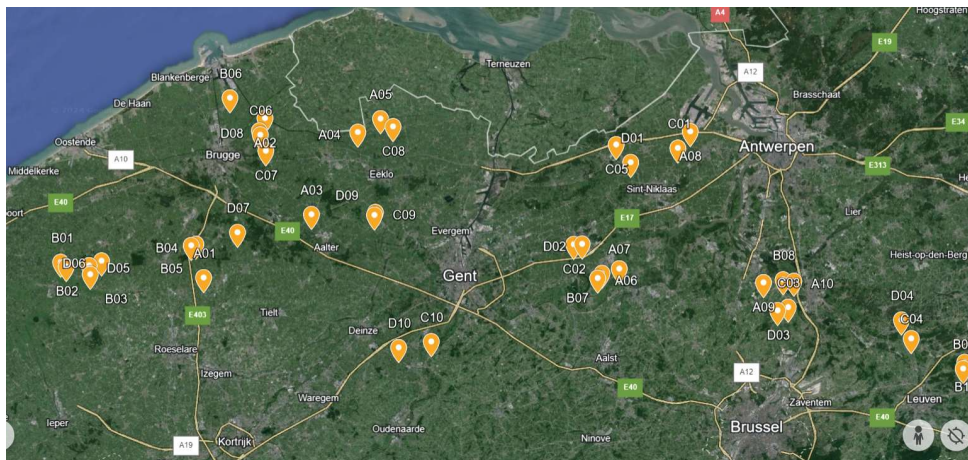 Hoogstraten
A4
E19
Terneuzen
Blankenberge
A12
B06
Brasschaat
De Haan
A05
C06
E34
Oostende
D08
A04
C01
D01
A02
C08
Antwerpen
Brugge
A10
A08
E313
Middelkerke
C07
C05
Eeklo
Sint-Niklaas
A03
D09
Lier
E40
E17
D07
C09
E40
Evergem
B01
B04
A01
Aalter
D02
A07
B08
Heist-op-den-Berg
D06
D05
B05
Gent
C02
A06
C03
A10
B02
B03
B07
D04
E403
Tielt
A09
C04
Deinze
D10
C10
D03
Roeselare
Aalst
B0
Izegem
A12
E40
Zaventem
B1
Waregem
Leuven
Ieper
E40
Brussel
Oudenaarde
Ninove
A19
Kortrijk